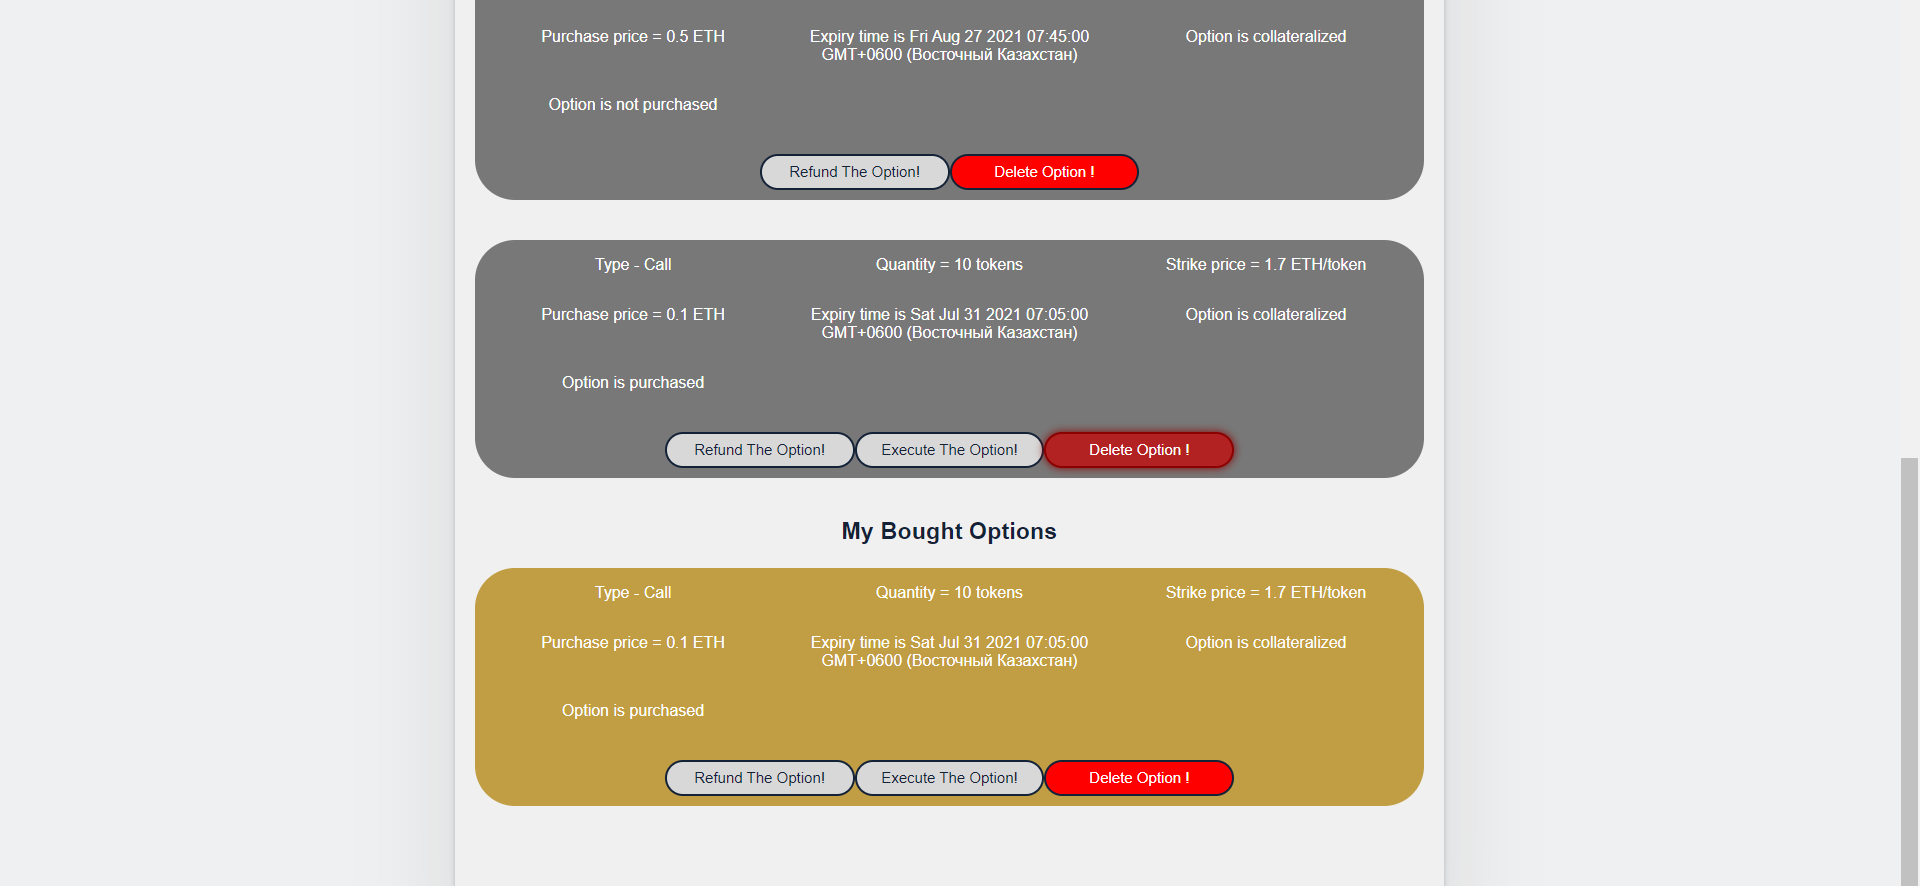 Purchase price = 0.5 ETH
Expiry time is Fri Aug 27 2021 07:45:00
GMT+0600 (Восточный Казахстан)
Option is collateralized
Option is not purchased
Refund The Option!
Delete Option !
Type - Call
Quantity = 10 tokens
Strike price = 1.7 ETH/token
Purchase price = 0.1 ETH
Expiry time is Sat Jul 31 2021 07:05:00
GMT+0600 (Восточный Казахстан)
Option is collateralized
Option is purchased
Refund The Option!
Execute The Option!
Delete Option !
My Bought Options
Type - Call
Quantity = 10 tokens
Strike price = 1.7 ETH/token
Purchase price = 0.1 ETH
Expiry time is Sat Jul 31 2021 07:05:00
GMT+0600 (Восточный Казахстан)
Option is collateralized
Option is purchased
Refund The Option!
Execute The Option!
Delete Option !